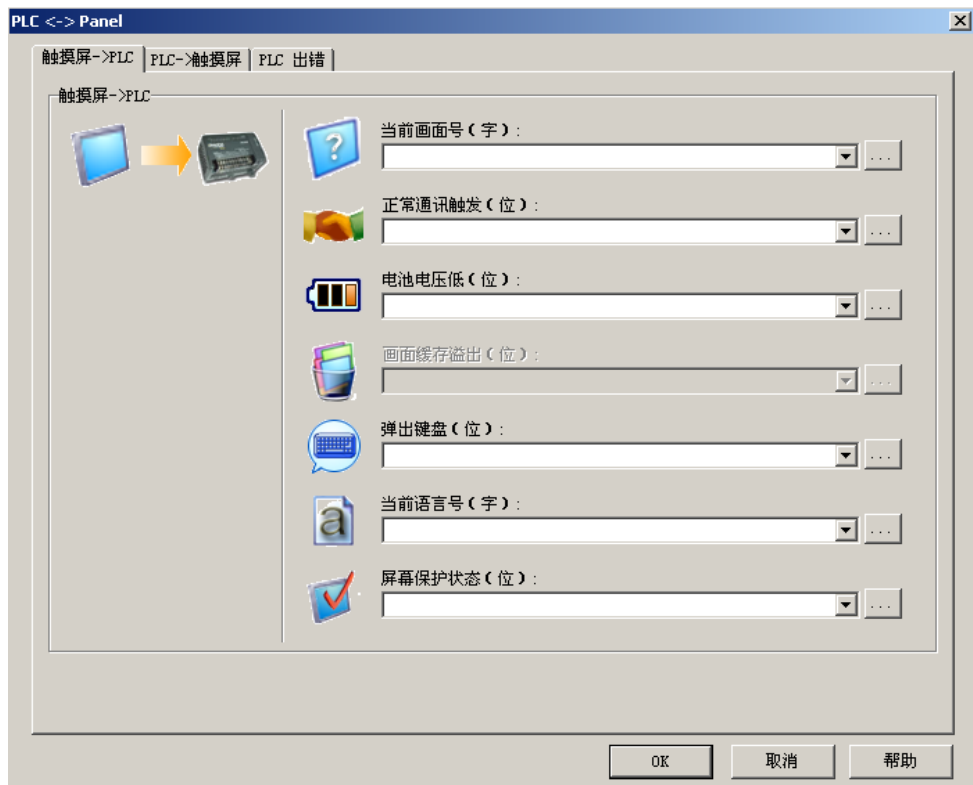 PLC <-> Panel
触摸屏->PLC PLC->触摸屏 PLC 出错
触摸屏->PLC
当前画面号(字):
...
正常通讯触发(位):
...
电池电压低(位):
...
画面缓存溢出(位):
...
弹出键盘(位):
...
当前语言号(字):
...
屏幕保护状态(位):
...
OK 取消 帮助